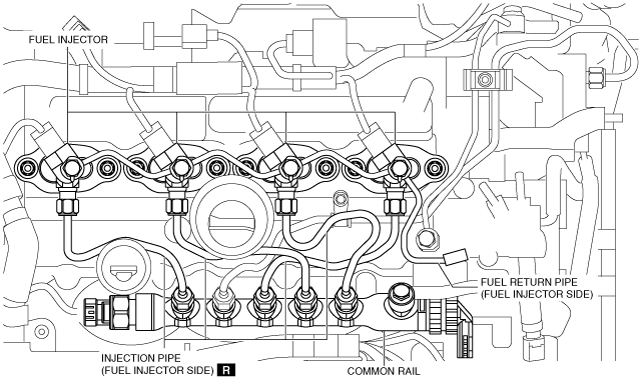 FUEL INJECTOR
FUEL RETURN PIPE
(FUEL INJECTOR SIDE)
INJECTION PIPE
(FUEL INJECTOR SIDE) R
COMMON RAIL